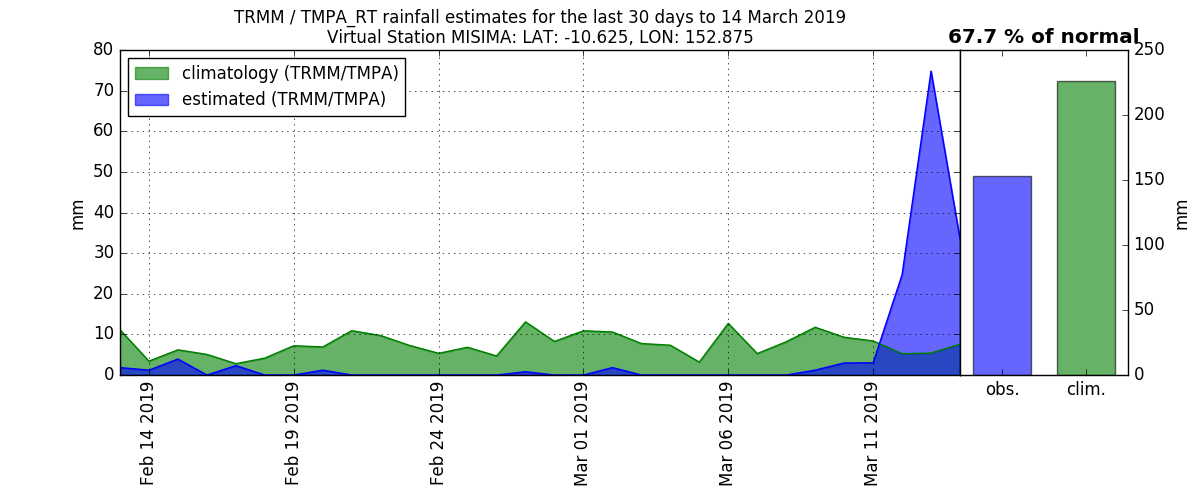 TRMM / TMPA_RT rainfall estimates for the last 30 days to 14 March 2019
Virtual Station MISIMA: LAT: -10.625, LON: 152.875
67.7 % of normal
climatology (TRMM/TMPA)
estimated (TRMM/TMPA)
80
70
60
50
40
30
20
10
0
mm
Feb 14 2019
Feb 19 2019
Feb 24 2019
Mar 01 2019
Mar 06 2019
Mar 11 2019
obs.
clim.
250
200
150
100
50
0
mm